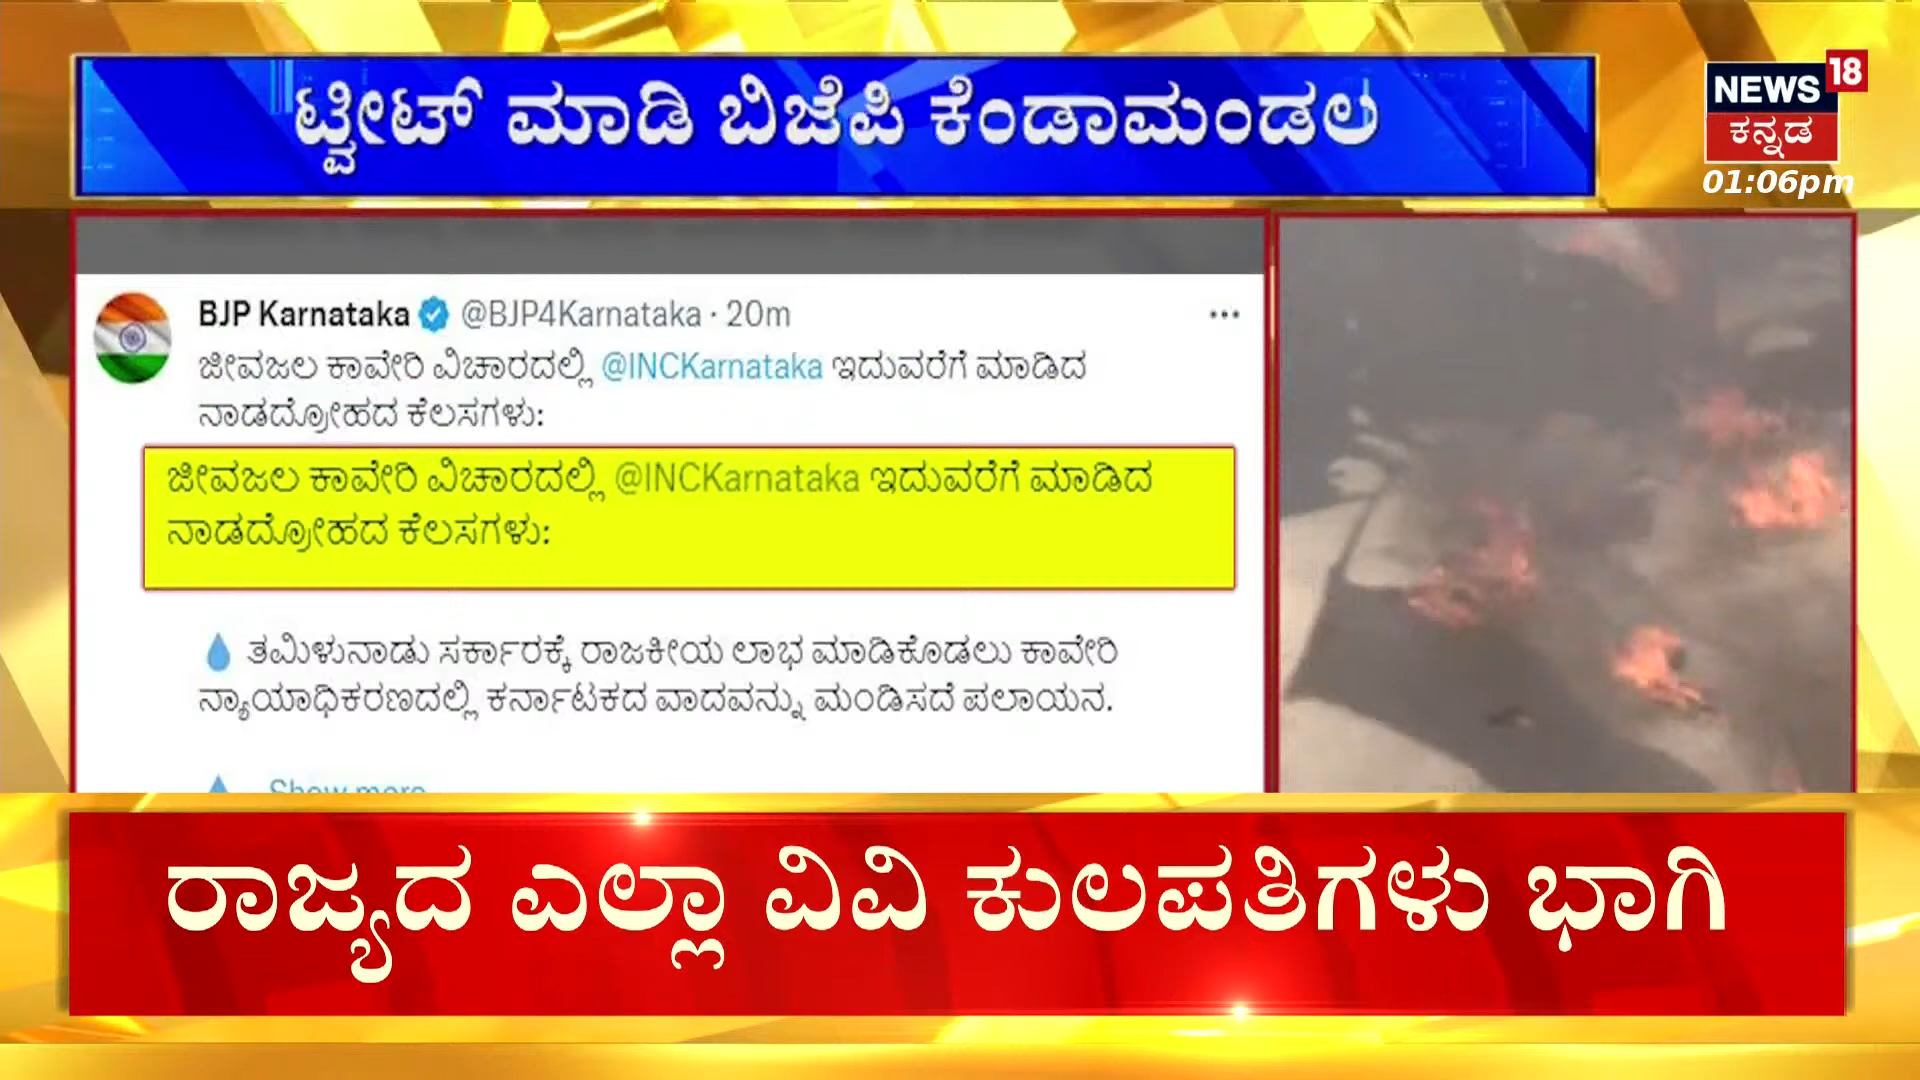 ಟ್ವೀಟ್ ಮಾಡಿ ಬಿಜೆಪಿ ಕೆಂಡಾಮಂಡಲ
NEWS 18
ಕನ್ನಡ
01:06pm
BJP Karnataka @BJP4Karnataka · 20m
ಜೀವಜಲ ಕಾವೇರಿ ವಿಚಾರದಲ್ಲಿ @INCKarnataka ಇದುವರೆಗೆ ಮಾಡಿದ
ನಾಡದ್ರೋಹದ ಕೆಲಸಗಳು:
ಜೀವಜಲ ಕಾವೇರಿ ವಿಚಾರದಲ್ಲಿ @INCKarnataka ಇದುವರೆಗೆ ಮಾಡಿದ
ನಾಡದ್ರೋಹದ ಕೆಲಸಗಳು:
ತಮಿಳುನಾಡು ಸರ್ಕಾರಕ್ಕೆ ರಾಜಕೀಯ ಲಾಭ ಮಾಡಿಕೊಡಲು ಕಾವೇರಿ
ನ್ಯಾಯಾಧಿಕರಣದಲ್ಲಿ ಕರ್ನಾಟಕದ ವಾದವನ್ನು ಮಂಡಿಸದೆ ಪಲಾಯನ.
Show more
ರಾಜ್ಯದ ಎಲ್ಲಾ ವಿವಿ ಕುಲಪತಿಗಳು ಭಾಗಿ